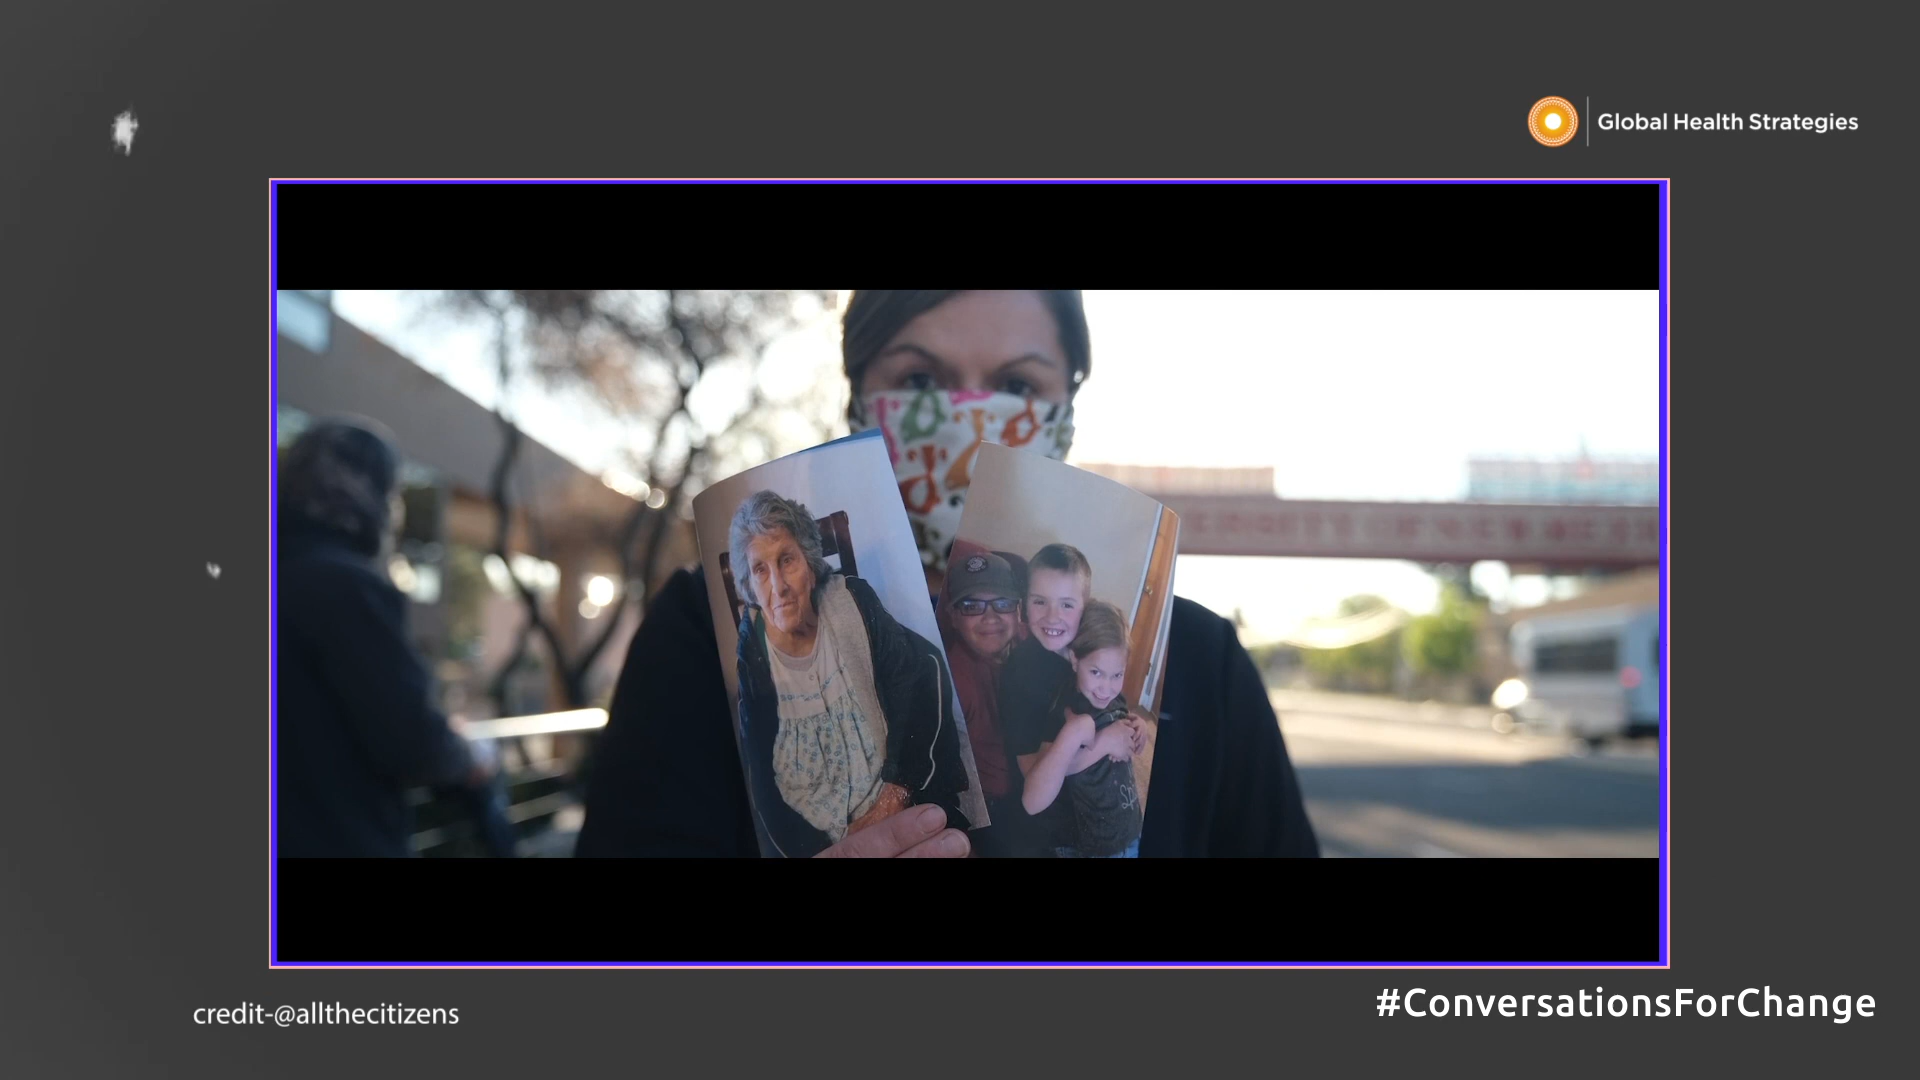 Global Health Strategies
credit-@allthecitizens
#ConversationsForChange